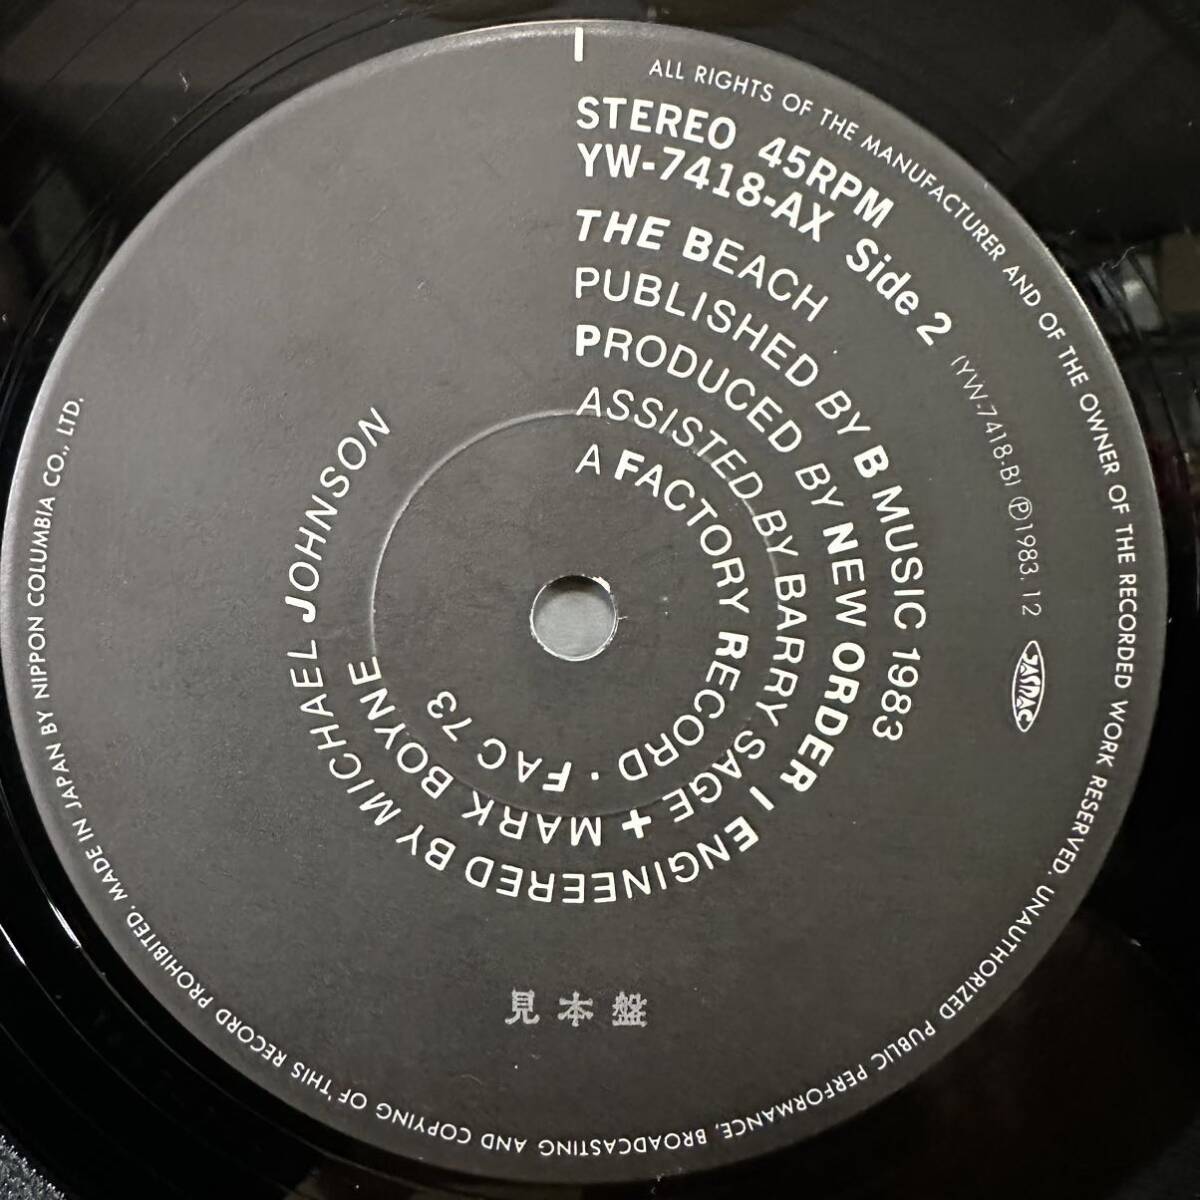 ALL RIGHTS OF THE MANUFACTURER AND OF THE OWNER OF THE RECORDED WORK RESERVED. UNAUTHORIZED PUBLIC PERFORMANCE, BROADCASTING AND COPYING OF THIS RECORD PROHIBITED. MADE IN JAPAN BY NIPPON COLUMBIA CO., LTD.
STEREO 45RPM
YW-7418-AX Side 2
(YW-7418-B) Ⓟ1983. 12
JASRAC
THE BEACH
PUBLISHED BY B MUSIC 1983
PRODUCED BY NEW ORDER | ENGINEERED BY MICHAEL JOHNSON
ASSISTED BY BARRY SAGE + MARK BOYNE
A FACTORY RECORD · FAC 73
見本盤